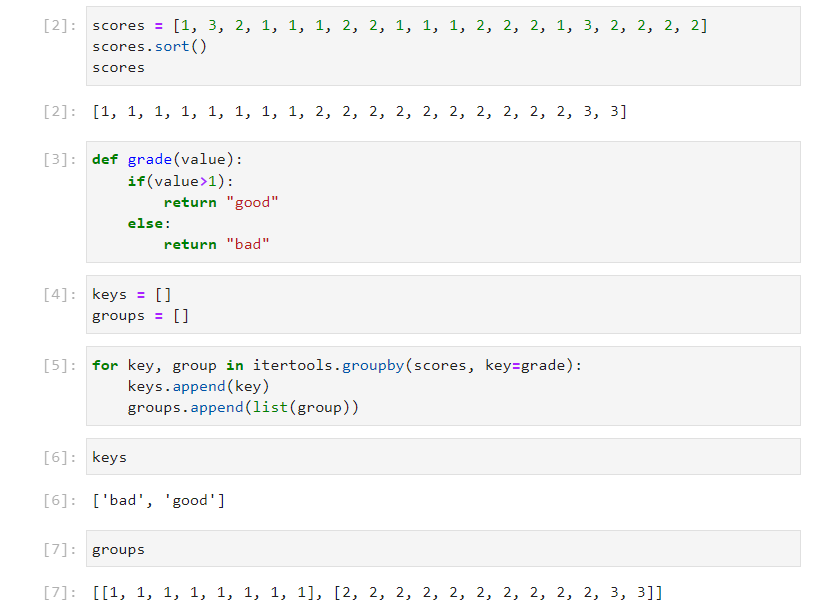 [2]: scores = [1, 3, 2, 1, 1, 1, 2, 2, 1, 1, 1, 2, 2, 2, 1, 3, 2, 2, 2, 2]
scores.sort()
scores
[2]: [1, 1, 1, 1, 1, 1, 1, 1, 2, 2, 2, 2, 2, 2, 2, 2, 2, 2, 3, 3]
[3]: def grade(value):
    if(value>1):
        return "good"
    else:
        return "bad"
[4]: keys = []
groups = []
[5]: for key, group in itertools.groupby(scores, key=grade):
    keys.append(key)
    groups.append(list(group))
[6]: keys
[6]: ['bad', 'good']
[7]: groups
[7]: [[1, 1, 1, 1, 1, 1, 1, 1], [2, 2, 2, 2, 2, 2, 2, 2, 2, 2, 3, 3]]